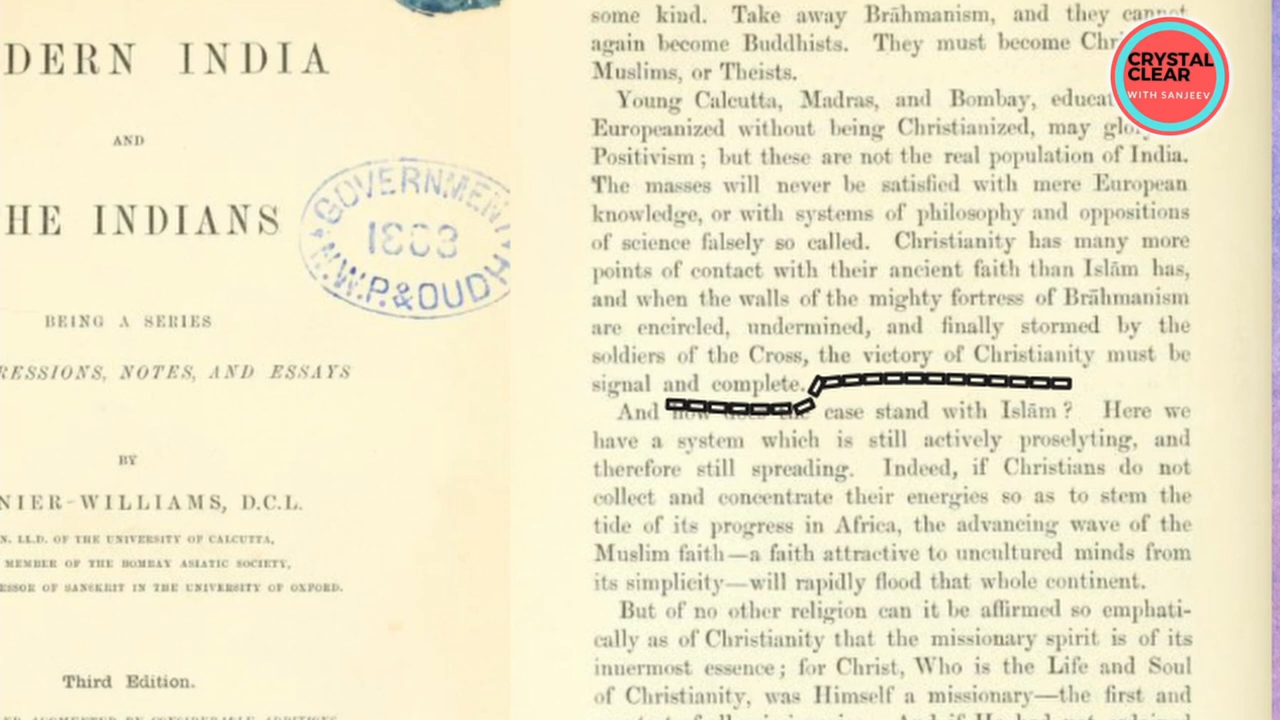 DERN INDIA
AND
HE INDIANS
BEING A SERIES
RESSIONS, NOTES, AND ESSAYS
BY
NIER-WILLIAMS, D.C.L.
N. LL.D. OF THE UNIVERSITY OF CALCUTTA,
MEMBER OF THE BOMBAY ASIATIC SOCIETY,
ESSOR OF SANSKRIT IN THE UNIVERSITY OF OXFORD.
Third Edition.
GOVERNMENT
N.W.P. & OUDH
some kind. Take away Brāhmanism, and they cannot
again become Buddhists. They must become Chr
Muslims, or Theists.
Young Calcutta, Madras, and Bombay, educat
Europeanized without being Christianized, may glo
Positivism ; but these are not the real population of India.
The masses will never be satisfied with mere European
knowledge, or with systems of philosophy and oppositions
of science falsely so called. Christianity has many more
points of contact with their ancient faith than Islām has,
and when the walls of the mighty fortress of Brāhmanism
are encircled, undermined, and finally stormed by the
soldiers of the Cross, the victory of Christianity must be
signal and complete.
And now does the case stand with Islām ? Here we
have a system which is still actively proselyting, and
therefore still spreading. Indeed, if Christians do not
collect and concentrate their energies so as to stem the
tide of its progress in Africa, the advancing wave of the
Muslim faith—a faith attractive to uncultured minds from
its simplicity—will rapidly flood that whole continent.
But of no other religion can it be affirmed so emphati-
cally as of Christianity that the missionary spirit is of its
innermost essence ; for Christ, Who is the Life and Soul
of Christianity, was Himself a missionary—the first and
CRYSTAL
CLEAR
WITH SANJEEV